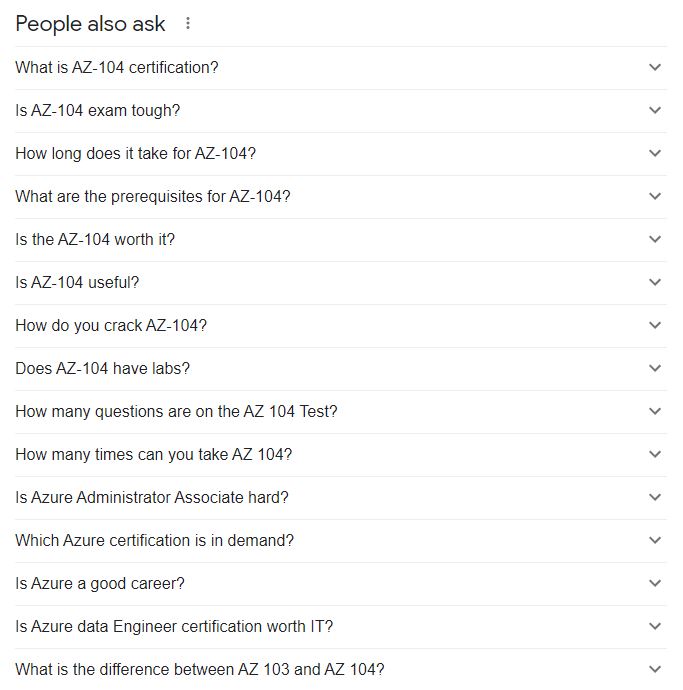 People also ask
What is AZ-104 certification?
Is AZ-104 exam tough?
How long does it take for AZ-104?
What are the prerequisites for AZ-104?
Is the AZ-104 worth it?
Is AZ-104 useful?
How do you crack AZ-104?
Does AZ-104 have labs?
How many questions are on the AZ 104 Test?
How many times can you take AZ 104?
Is Azure Administrator Associate hard?
Which Azure certification is in demand?
Is Azure a good career?
Is Azure data Engineer certification worth IT?
What is the difference between AZ 103 and AZ 104?